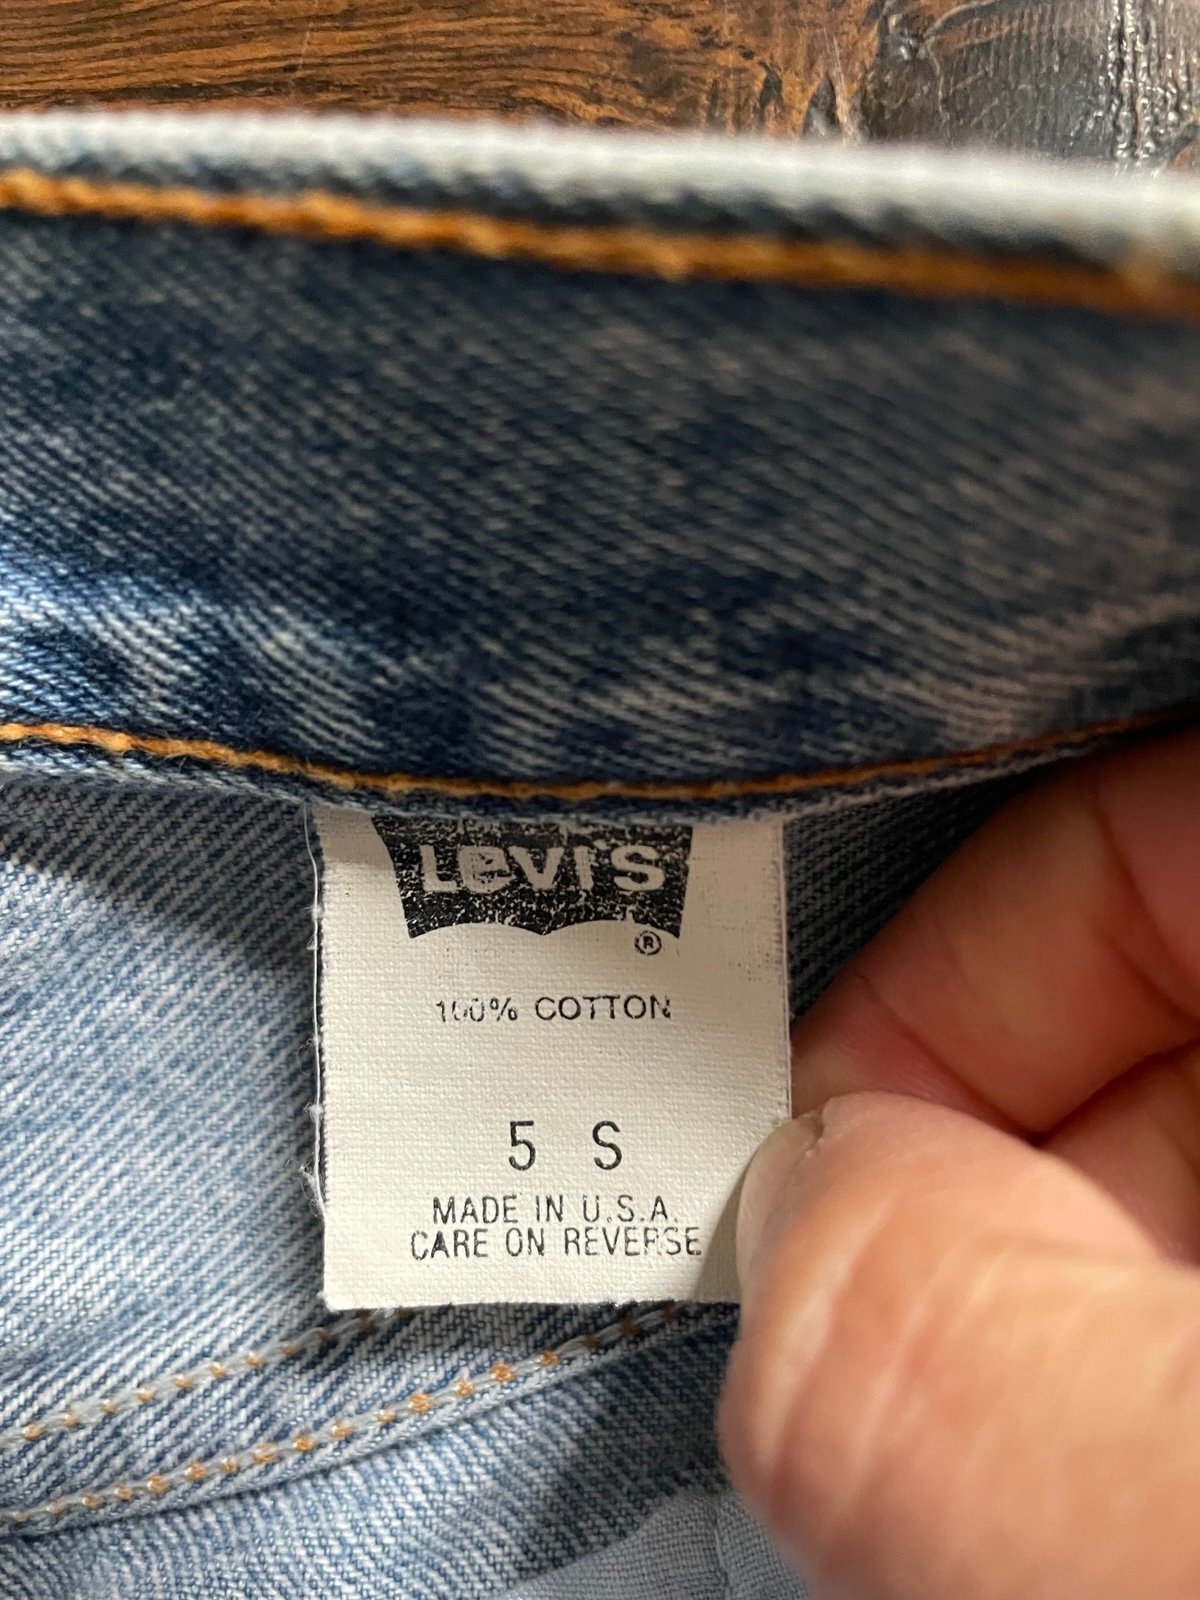 Levi's
®
100% COTTON
5 S
MADE IN U.S.A.
CARE ON REVERSE